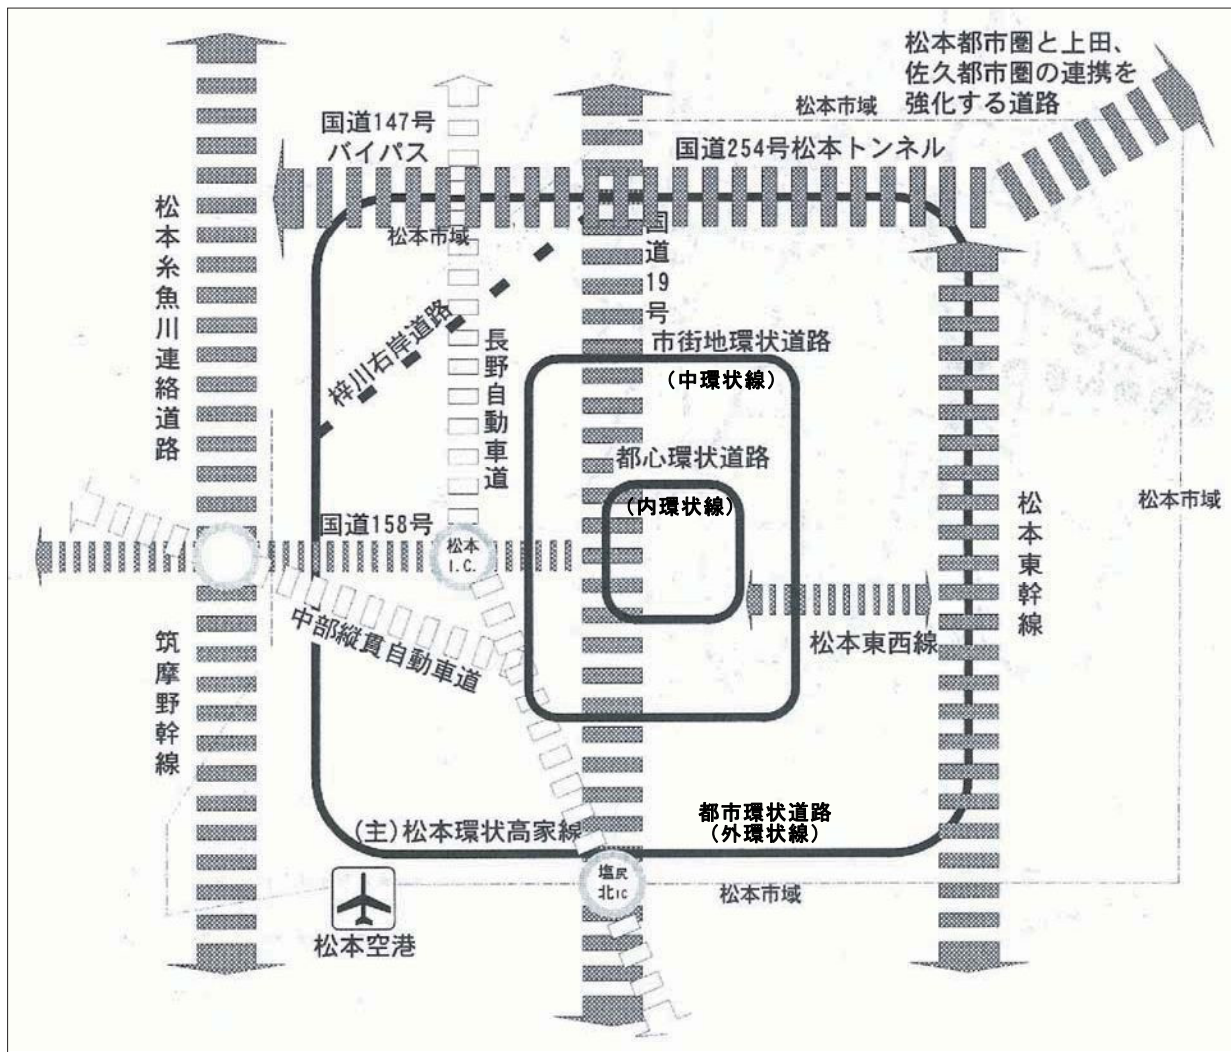 松本都市圏と上田、
佐久都市圏の連携を
強化する道路
松本市域
国道147号
バイパス
国道254号松本トンネル
松本糸魚川連絡道路
松本市域
国道19号
梓川右岸道路
長野自動車道
市街地環状道路
(中環状線)
都心環状道路
(内環状線)
松本市域
国道158号
松本
I.C.
松本東幹線
中部縦貫自動車道
松本東西線
筑摩野幹線
都市環状道路
(外環状線)
(主)松本環状高家線
塩尻
北IC
松本市域
松本空港